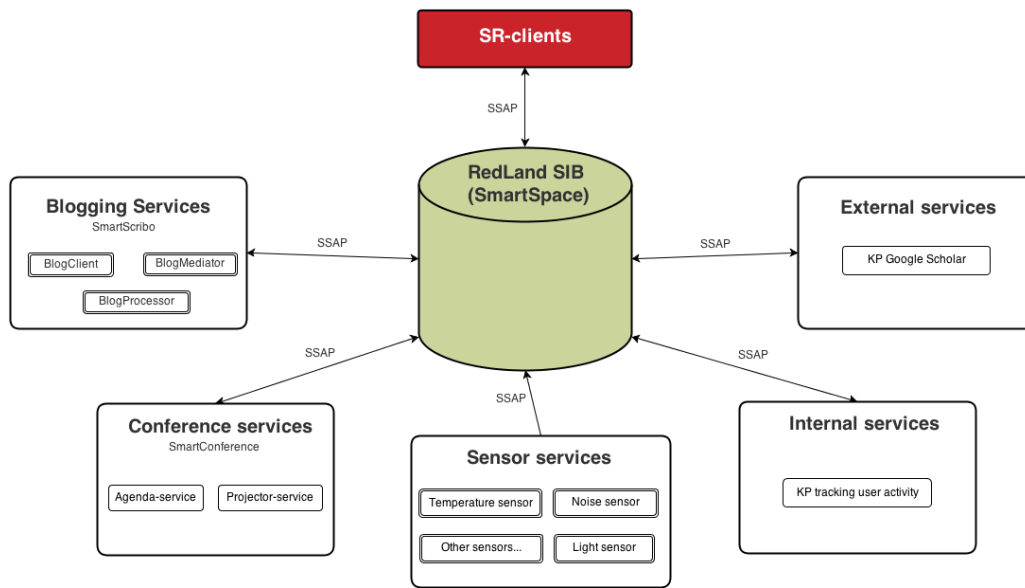 SR-clients
SSAP
RedLand SIB
(SmartSpace)
Blogging Services
SmartScribo
BlogClient
BlogMediator
BlogProcessor
SSAP
SSAP
External services
KP Google Scholar
SSAP
SSAP
SSAP
Conference services
SmartConference
Agenda-service
Projector-service
Sensor services
Temperature sensor
Noise sensor
Other sensors...
Light sensor
Internal services
KP tracking user activity